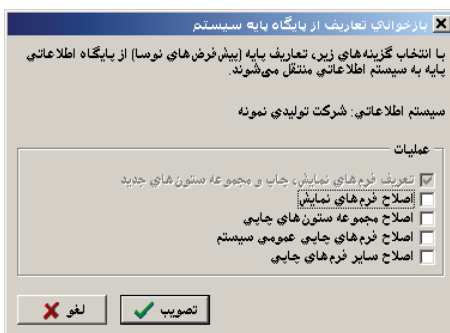 بازخواني تعاريف از پايگاه پايه سيستم
با انتخاب گزينه‌هاي زير، تعاريف پايه (پيش‌فرض‌هاي نوسا) از پايگاه اطلاعاتي
پايه به سيستم اطلاعاتي منتقل مي‌شوند.
سيستم اطلاعاتي: شركت توليدي نمونه
عمليات
تعريف فرم‌هاي نمايش، چاپ و مجموعه ستون‌هاي جديد
اصلاح فرم‌هاي نمايش
اصلاح مجموعه ستون‌هاي چاپي
اصلاح فرم‌هاي چاپي عمومي سيستم
اصلاح ساير فرم‌هاي چاپي
تصويب
لغو